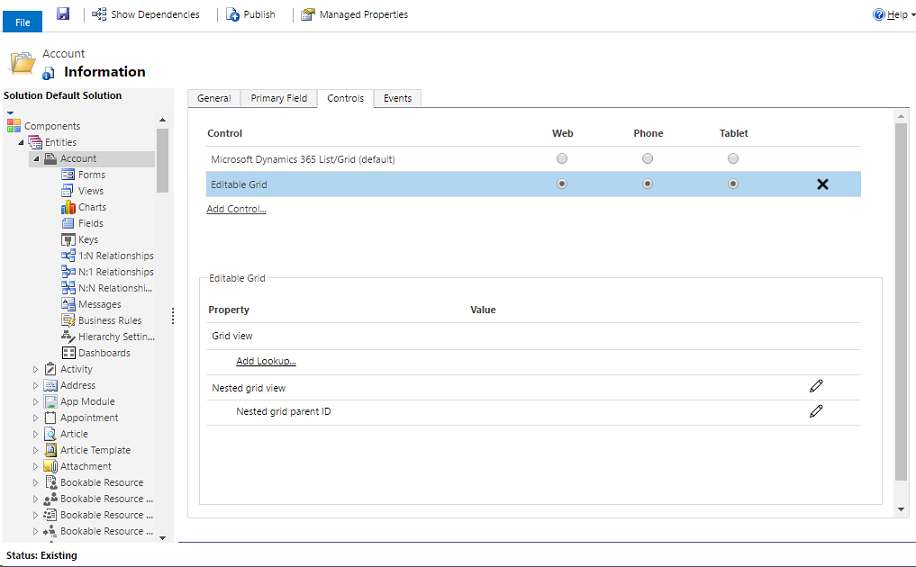 File
Show Dependencies
Publish
Managed Properties
Help
Account
Information
Solution Default Solution
Components
Entities
Account
Forms
Views
Charts
Fields
Keys
1:N Relationships
N:1 Relationships
N:N Relationshi...
Messages
Business Rules
Hierarchy Settin...
Dashboards
Activity
Address
App Module
Appointment
Article
Article Template
Attachment
Bookable Resource
Bookable Resource ...
Bookable Resource ...
Bookable Resource ...
General Primary Field Controls Events
Control Web Phone Tablet
Microsoft Dynamics 365 List/Grid (default)
Editable Grid
Add Control...
Editable Grid
Property Value
Grid view
Add Lookup...
Nested grid view
Nested grid parent ID
Status: Existing